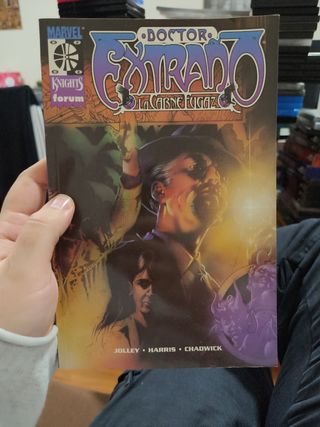 MARVEL
KNIGHTS
forum
DOCTOR
EXTRAÑO
LA CARNE FUGAZ
JOLLEY • HARRIS • CHADWICK